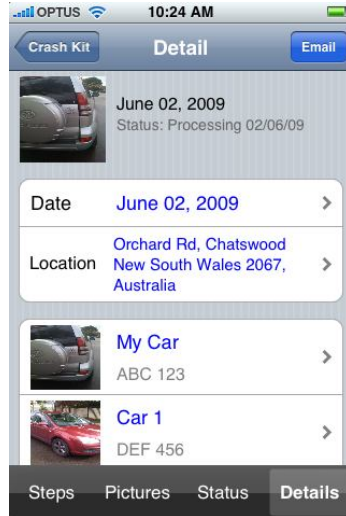 OPTUS 10:24 AM
Crash Kit Detail Email
June 02, 2009
Status: Processing 02/06/09
Date June 02, 2009
Location Orchard Rd, Chatswood
New South Wales 2067,
Australia
My Car
ABC 123
Car 1
DEF 456
Steps Pictures Status Details